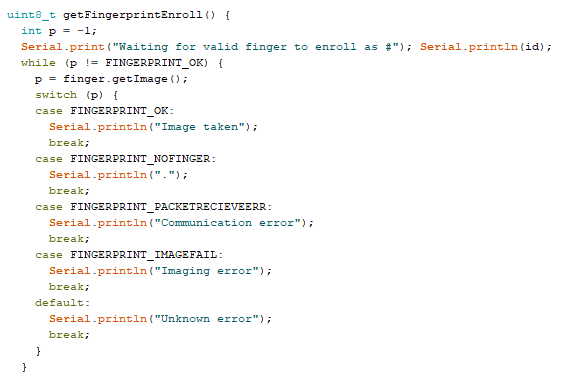 uint8_t getFingerprintEnroll() {
  int p = -1;
  Serial.print("Waiting for valid finger to enroll as #"); Serial.println(id);
  while (p != FINGERPRINT_OK) {
    p = finger.getImage();
    switch (p) {
    case FINGERPRINT_OK:
      Serial.println("Image taken");
      break;
    case FINGERPRINT_NOFINGER:
      Serial.println(".");
      break;
    case FINGERPRINT_PACKETRECIEVEERR:
      Serial.println("Communication error");
      break;
    case FINGERPRINT_IMAGEFAIL:
      Serial.println("Imaging error");
      break;
    default:
      Serial.println("Unknown error");
      break;
    }
  }